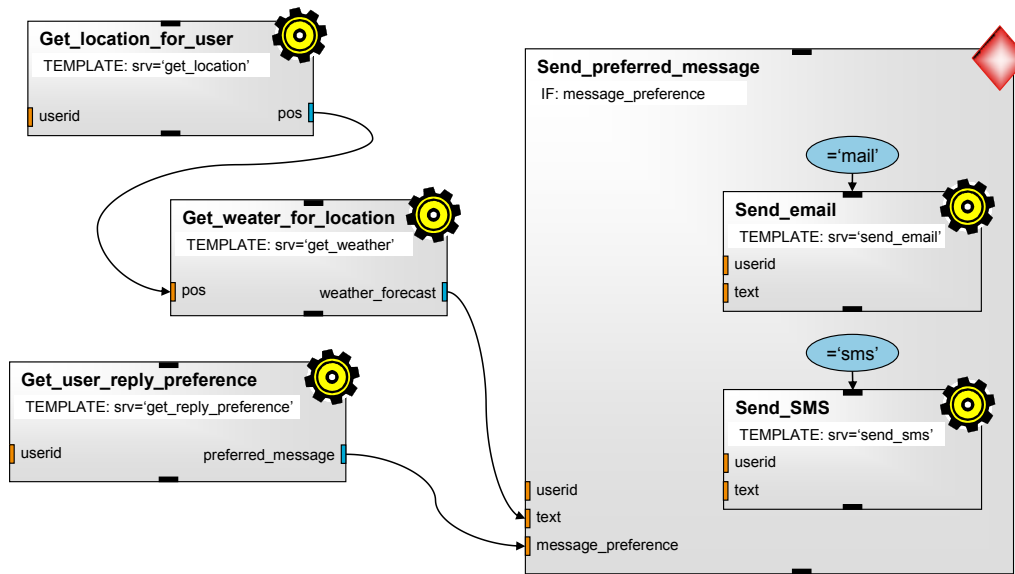 Get_location_for_user
TEMPLATE: srv=‘get_location’
userid
pos
Get_weater_for_location
TEMPLATE: srv=‘get_weather’
pos
weather_forecast
Get_user_reply_preference
TEMPLATE: srv=‘get_reply_preference’
userid
preferred_message
Send_preferred_message
IF: message_preference
=‘mail’
Send_email
TEMPLATE: srv=‘send_email’
userid
text
=‘sms’
Send_SMS
TEMPLATE: srv=‘send_sms’
userid
text
userid
text
message_preference